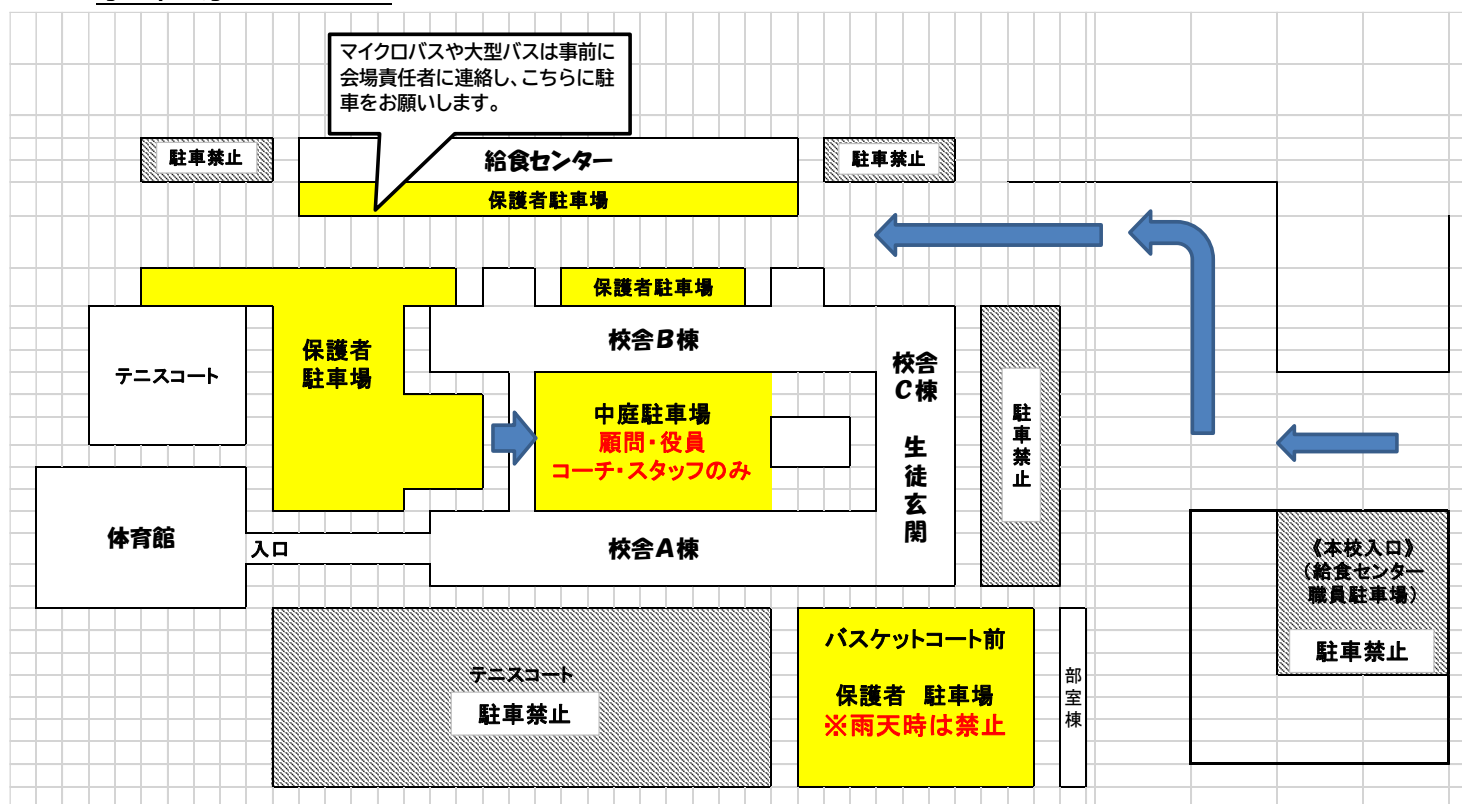 マイクロバスや大型バスは事前に
会場責任者に連絡し、こちらに駐
車をお願いします。
駐車禁止
給食センター
駐車禁止
保護者駐車場
保護者駐車場
校舎B棟
保護者
駐車場
テニスコート
校舎
C棟
生徒玄関
駐車禁止
中庭駐車場
顧問・役員
コーチ・スタッフのみ
体育館
入口
校舎A棟
《本校入口》
(給食センター
職員駐車場)
駐車禁止
テニスコート
駐車禁止
バスケットコート前
保護者 駐車場
※雨天時は禁止
部室棟